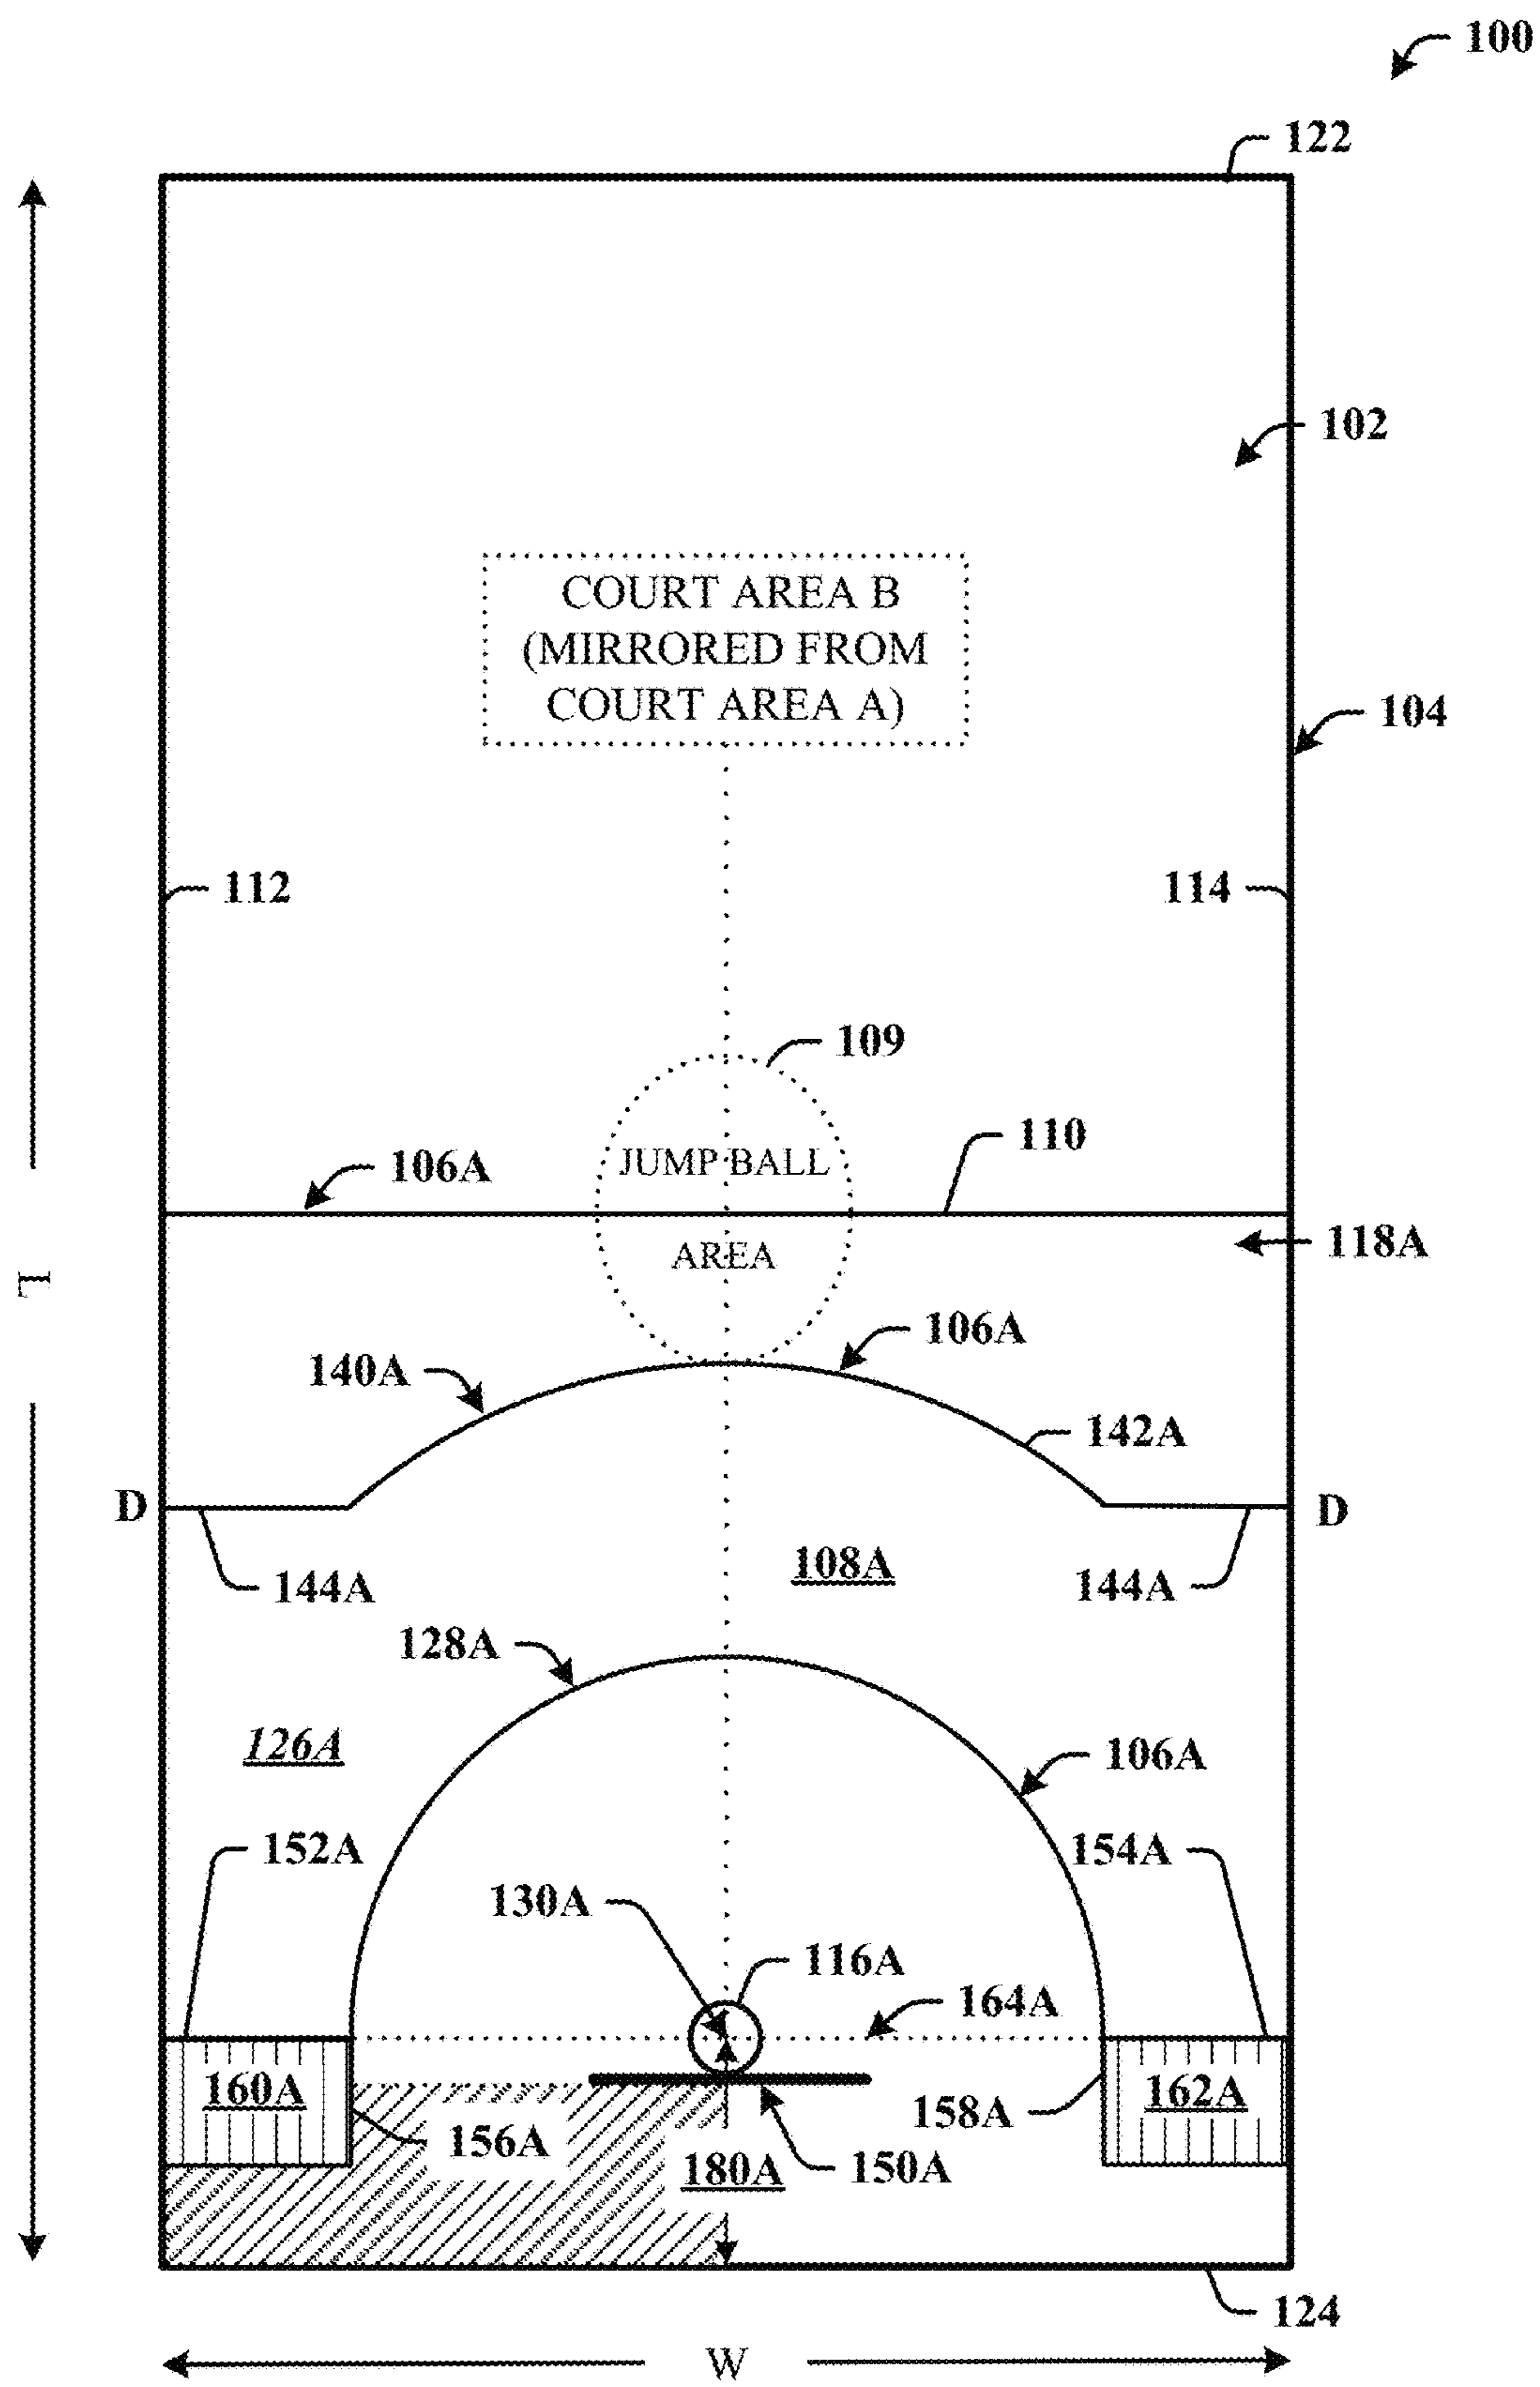 100
122
102
COURT AREA B
(MIRRORED FROM
COURT AREA A)
104
112
114
109
JUMP BALL
110
106A
118A
AREA
L
106A
140A
142A
D
D
108A
144A
144A
128A
126A
106A
152A
154A
130A
116A
164A
160A
162A
158A
156A
180A
150A
124
W